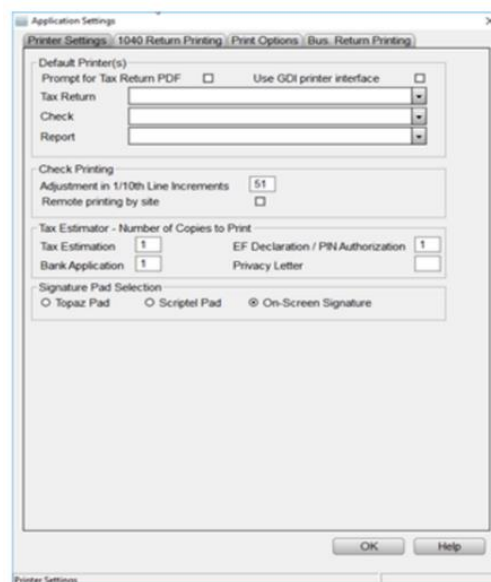 Application Settings
Printer Settings 1040 Return Printing Print Options Bus. Return Printing
Default Printer(s)
Prompt for Tax Return PDF Use GDI printer interface
Tax Return
Check
Report
Check Printing
Adjustment in 1/10th Line Increments 51
Remote printing by site
Tax Estimator - Number of Copies to Print
Tax Estimation 1 EF Declaration / PIN Authorization 1
Bank Application 1 Privacy Letter
Signature Pad Selection
Topaz Pad Scriptel Pad On-Screen Signature
OK Help
Printer Settings